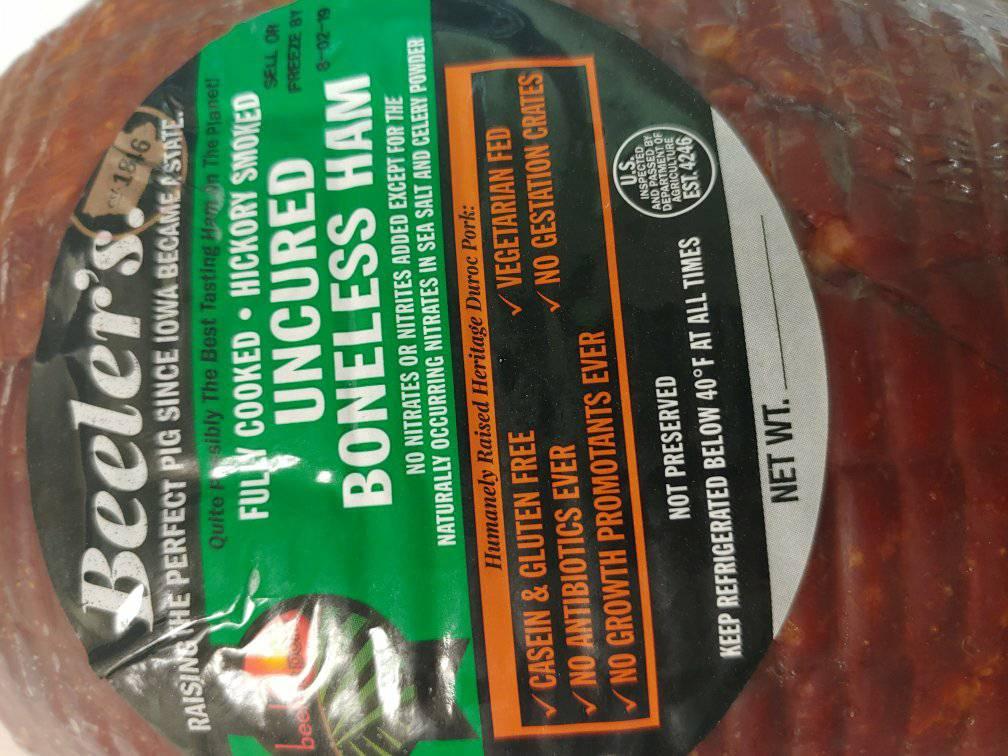 Beeler's.
EST. 1846
RAISING THE PERFECT PIG SINCE IOWA BECAME A STATE.
Quite Possibly The Best Tasting Ham On The Planet!
SELL OR
FREEZE BY
8-02-19
FULLY COOKED • HICKORY SMOKED
UNCURED
BONELESS HAM
NO NITRATES OR NITRITES ADDED EXCEPT FOR THE
NATURALLY OCCURRING NITRATES IN SEA SALT AND CELERY POWDER
Humanely Raised Heritage Duroc Pork:
✓ CASEIN & GLUTEN FREE
✓ NO ANTIBIOTICS EVER
✓ NO GROWTH PROMOTANTS EVER
✓ VEGETARIAN FED
✓ NO GESTATION CRATES
U.S.
INSPECTED
AND PASSED BY
DEPARTMENT OF
AGRICULTURE
EST. 4246
NOT PRESERVED
KEEP REFRIGERATED BELOW 40°F AT ALL TIMES
NET WT.